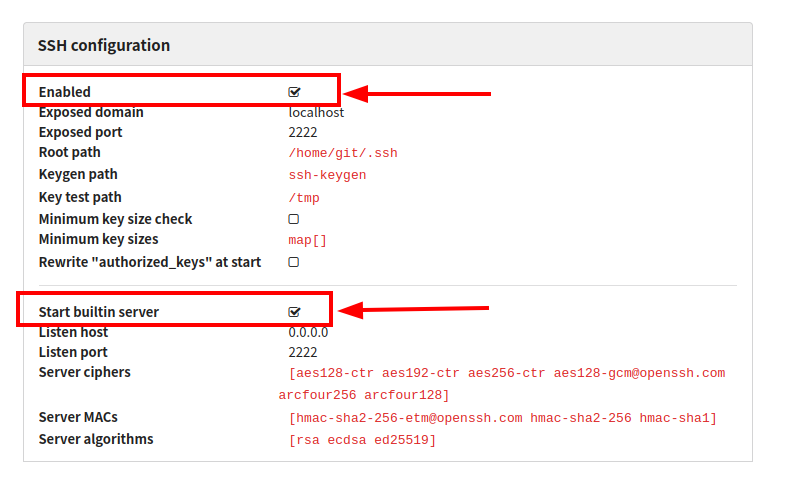 SSH configuration
Enabled
Exposed domain localhost
Exposed port 2222
Root path /home/git/.ssh
Keygen path ssh-keygen
Key test path /tmp
Minimum key size check
Minimum key sizes map[]
Rewrite "authorized_keys" at start
Start builtin server
Listen host 0.0.0.0
Listen port 2222
Server ciphers [aes128-ctr aes192-ctr aes256-ctr aes128-gcm@openssh.com
arcfour256 arcfour128]
Server MACs [hmac-sha2-256-etm@openssh.com hmac-sha2-256 hmac-sha1]
Server algorithms [rsa ecdsa ed25519]